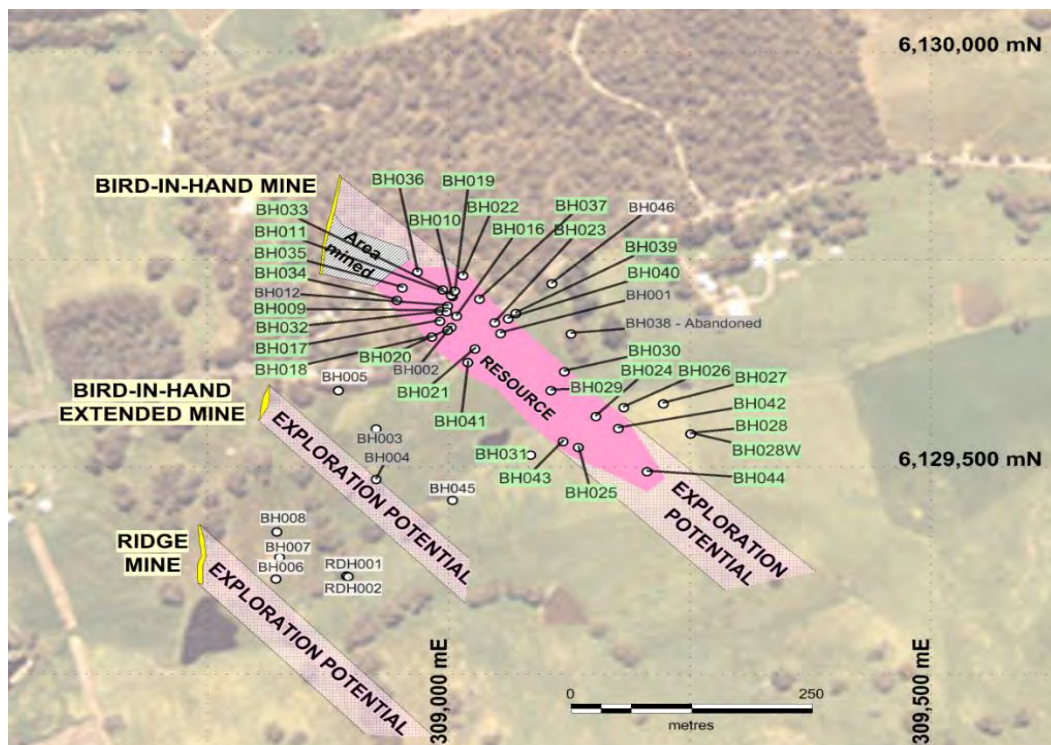 6,130,000 mN
BIRD-IN-HAND MINE
BH036
BH019
BH010
BH022
BH037
BH016
BH023
BH046
BH033
BH011
BH035
BH034
BH012
BH009
BH032
BH017
BH018
Area
mined
BH039
BH040
BH001
BH038 - Abandoned
BH020
BH002
BH021
BH041
RESOURCE
BH030
BH029
BH024
BH026
BH027
BH042
BH028
BH028W
BH044
BIRD-IN-HAND
EXTENDED MINE
BH005
BH003
BH004
BH045
BH031
BH043
BH025
6,129,500 mN
EXPLORATION POTENTIAL
EXPLORATION
POTENTIAL
RIDGE
MINE
BH008
BH007
BH006
RDH001
RDH002
EXPLORATION POTENTIAL
309,000 mE
309,500 mE
0
250
metres